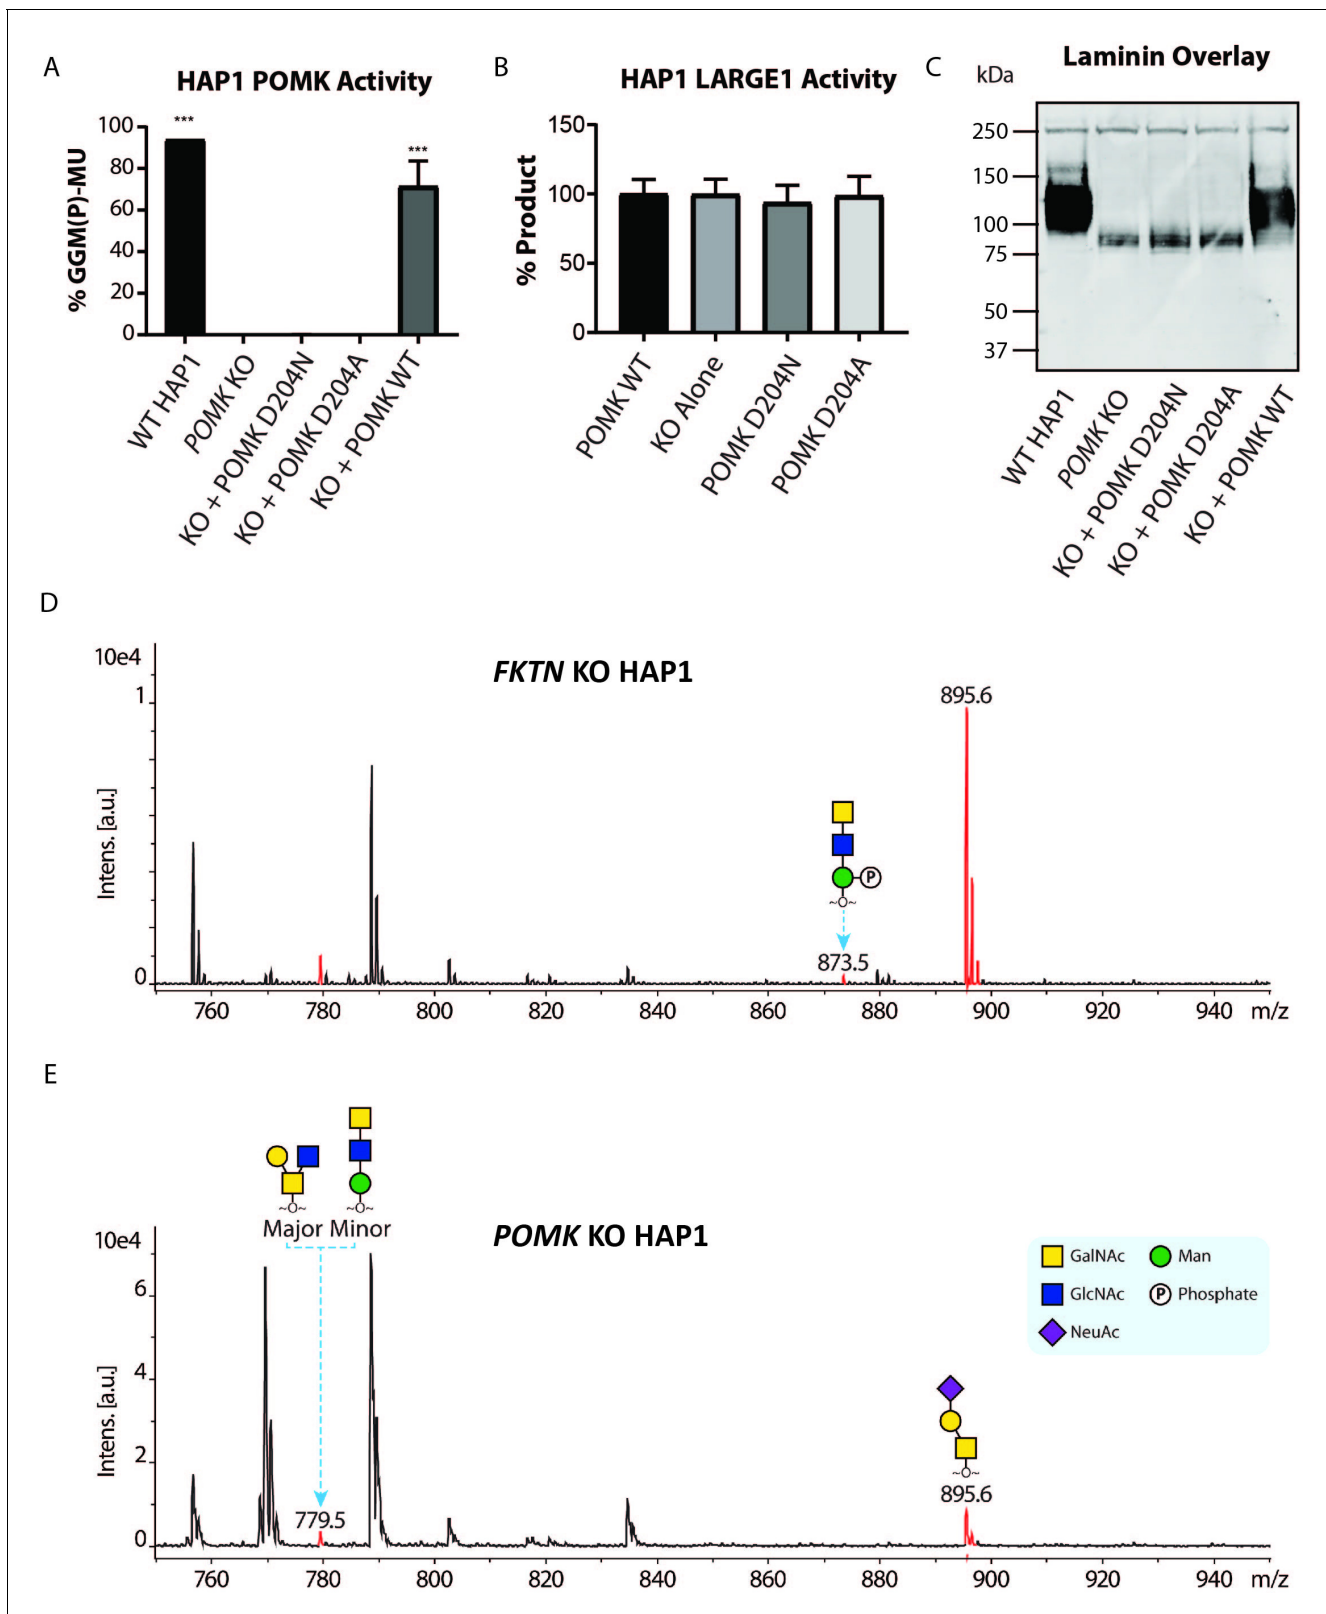 A
HAP1 POMK Activity
% GGM(P)-MU
100
80
60
40
20
0
***
***
WT HAP1
POMK KO
KO + POMK D204N
KO + POMK D204A
KO + POMK WT
B
HAP1 LARGE1 Activity
% Product
150
100
50
0
POMK WT
KO Alone
POMK D204N
POMK D204A
C
kDa
Laminin Overlay
250
150
100
75
50
37
WT HAP1
POMK KO
KO + POMK D204N
KO + POMK D204A
KO + POMK WT
D
FKTN KO HAP1
10e4
1
0
Intens. [a.u.]
895.6
P
~O~
873.5
760 780 800 820 840 860 880 900 920 940 m/z
E
~O~ ~O~
Major Minor
POMK KO HAP1
10e4
6
4
2
0
Intens. [a.u.]
779.5
GalNAc Man
GlcNAc P Phosphate
NeuAc
~O~
895.6
760 780 800 820 840 860 880 900 920 940 m/z